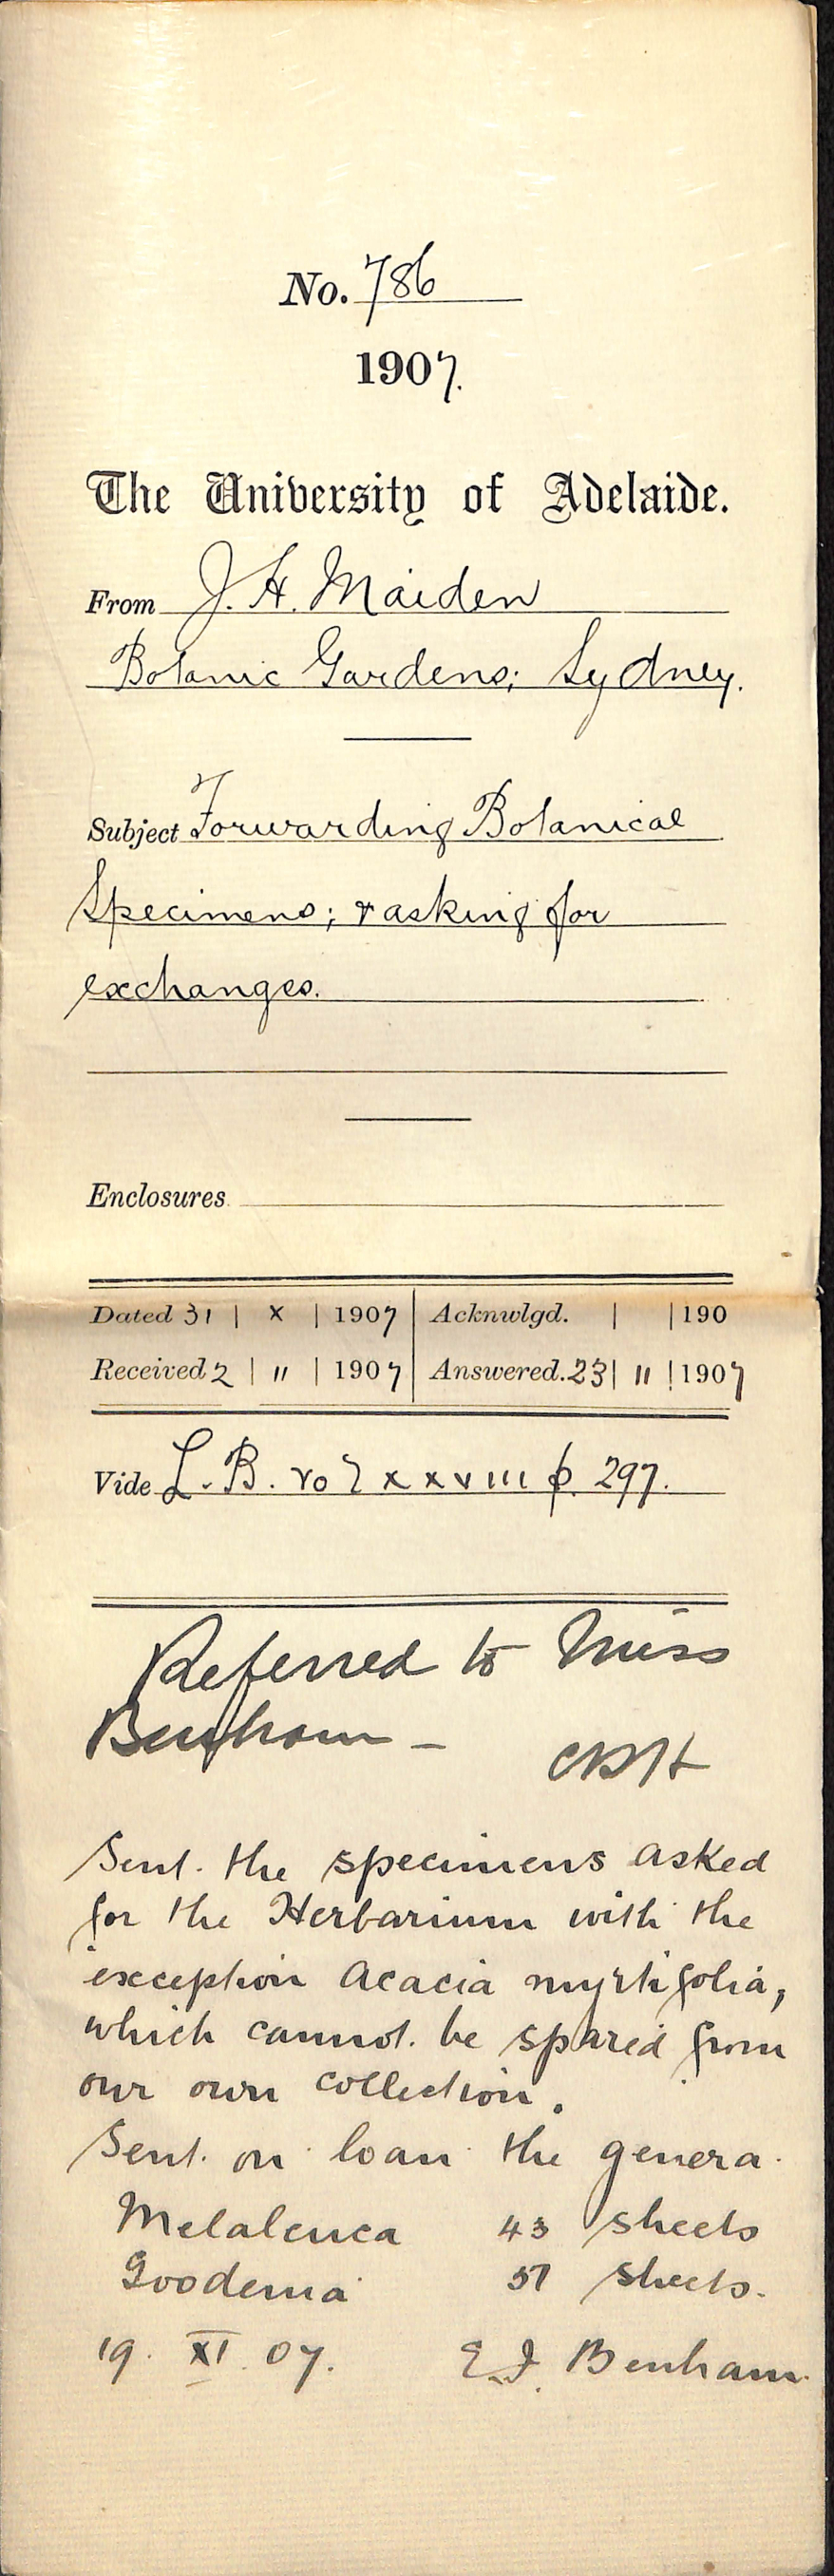 No. 786
1907.
The University of Adelaide.
From J. H. Maiden
Botanic Gardens; Sydney.
Subject Forwarding Botanical
Specimens; & asking for
exchanges.
Enclosures
Dated 31 | X | 1907 | Acknwlgd. | | 190
Received 2 | 11 | 1907 | Answered. 23 | 11 | 1907
Vide L. B. vol xxviii p. 297.
Referred to Miss
Benham –
CRH
Sent the specimens asked
for the Herbarium with the
exception Acacia myrtifolia,
which cannot be spared from
our own collection.
Sent on loan the genera
Melaleuca 43 sheets
Goodenia 57 sheets.
19. XI. 07. E. J. Benham.